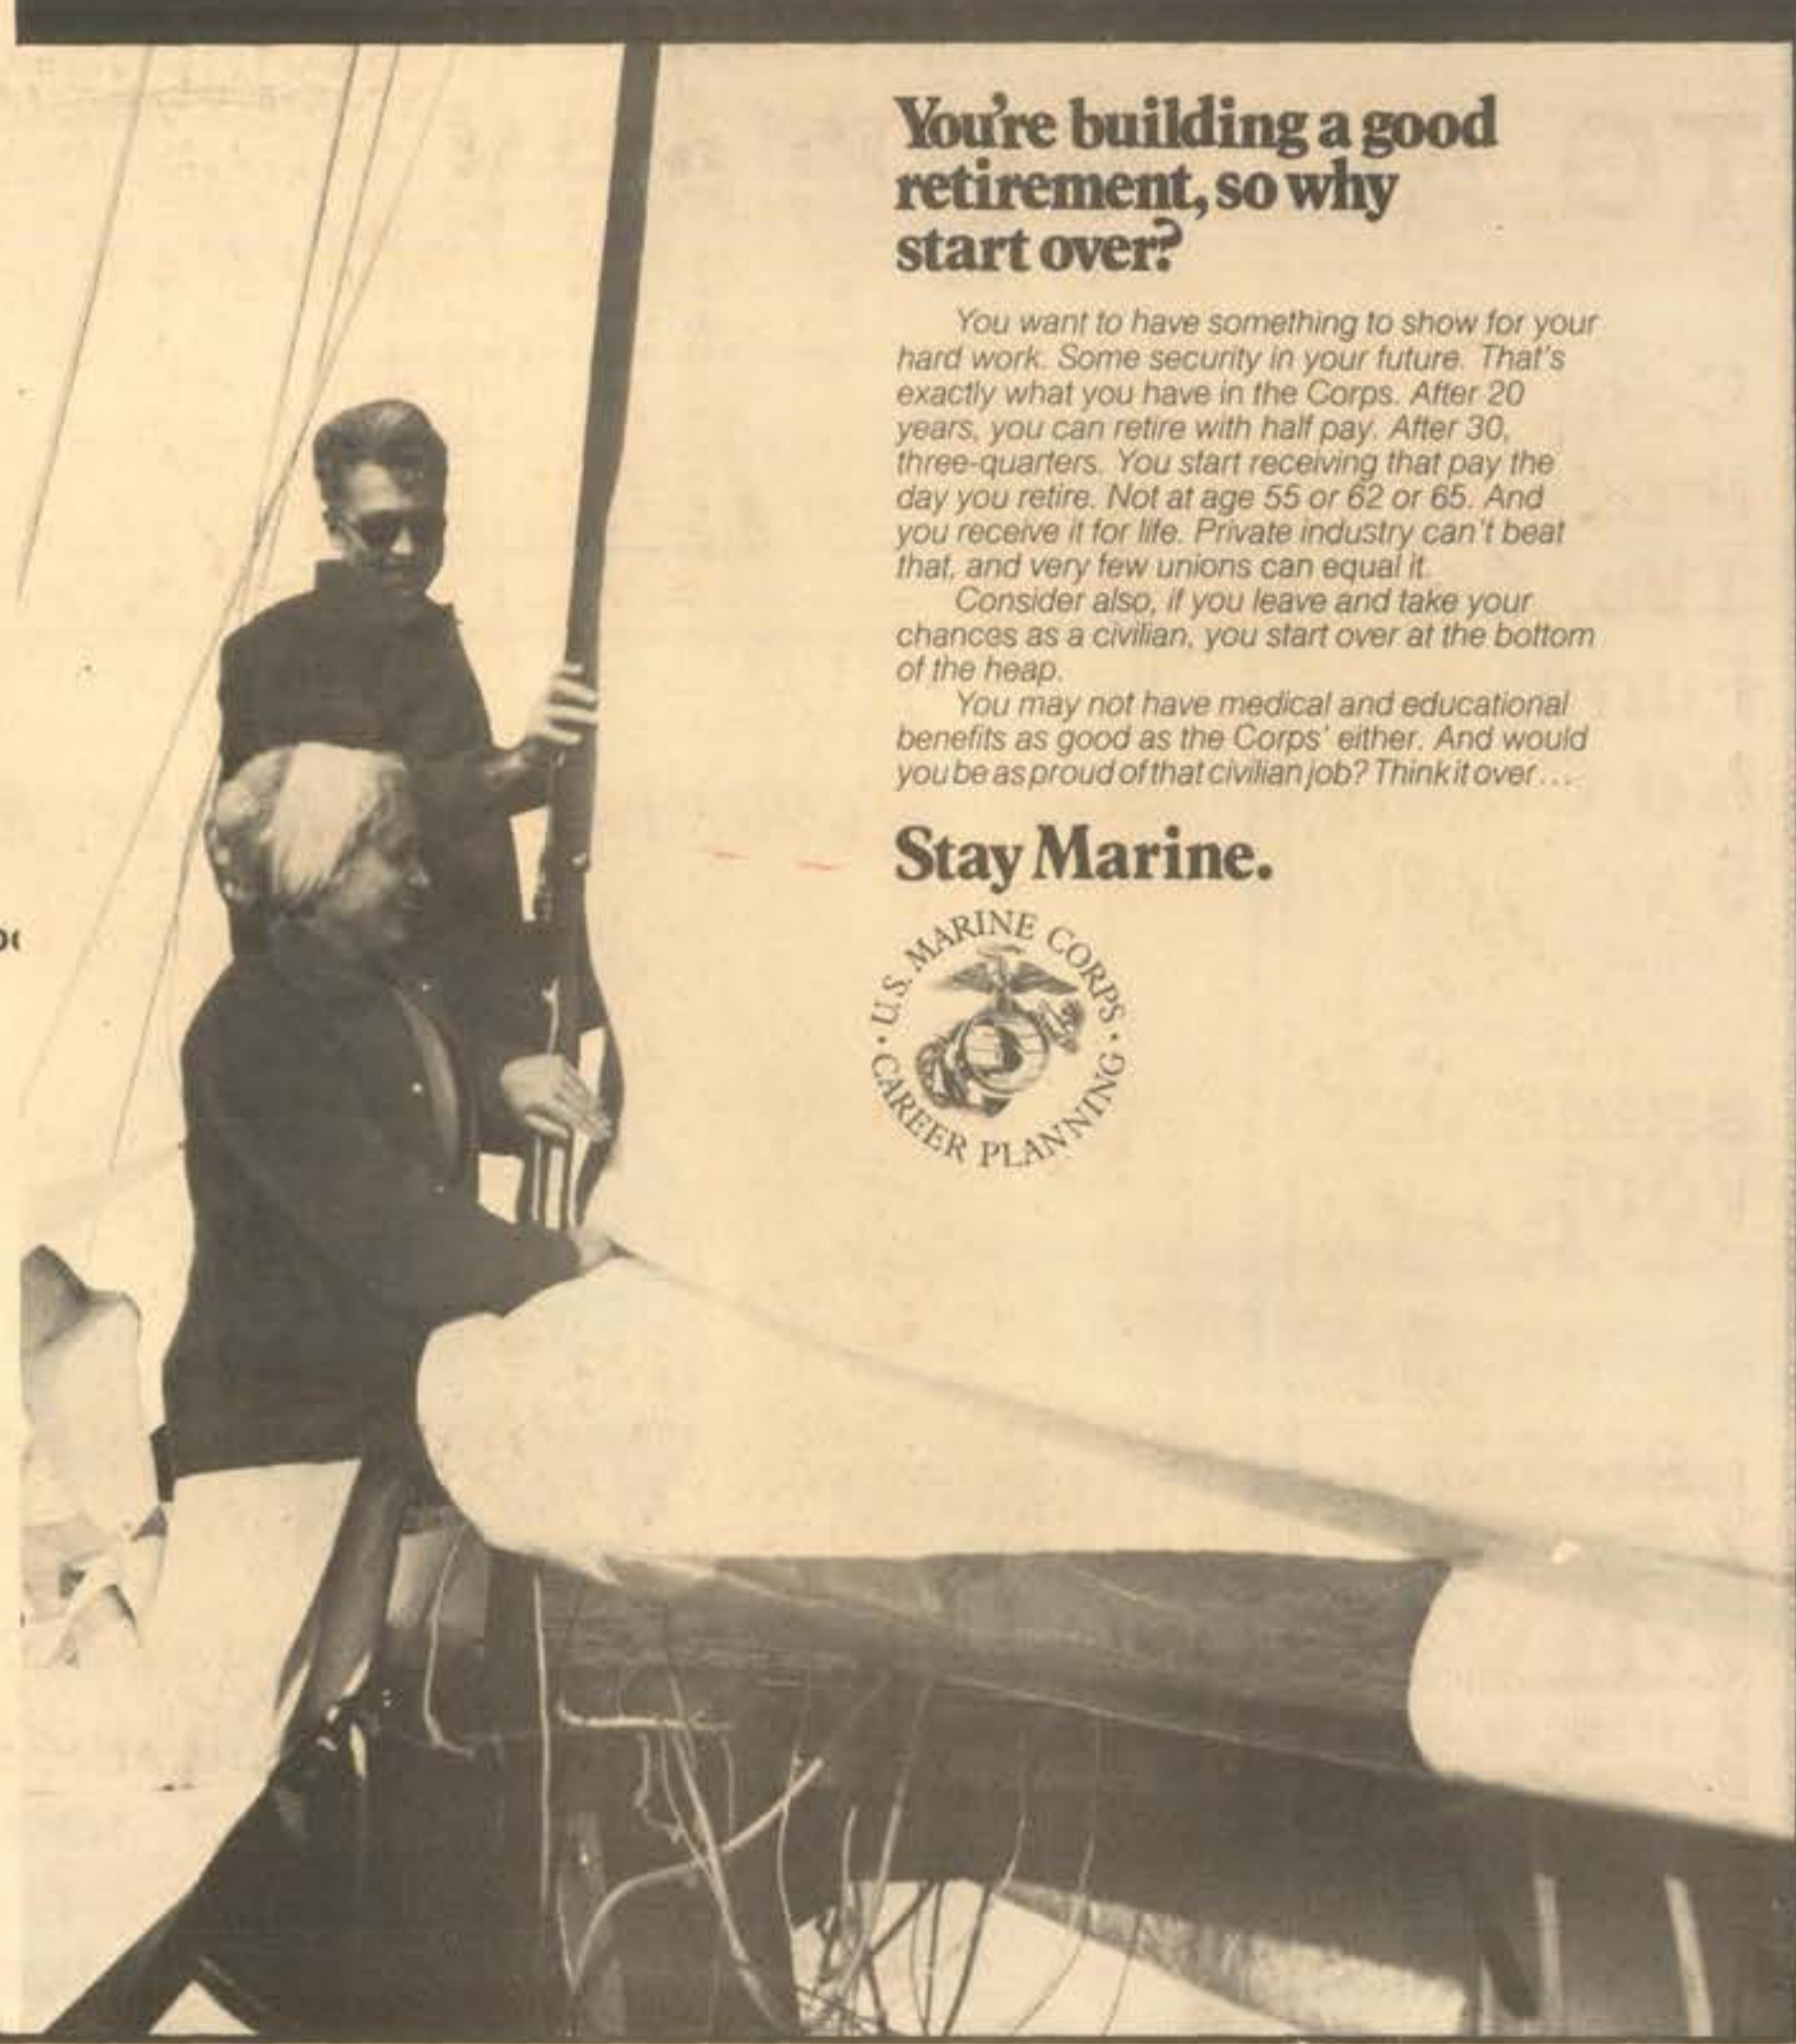 You're building a good
retirement, so why
start over?
You want to have something to show for your
hard work. Some security in your future. That's
exactly what you have in the Corps. After 20
years, you can retire with half pay. After 30,
three-quarters. You start receiving that pay the
day you retire. Not at age 55 or 62 or 65. And
you receive it for life. Private industry can't beat
that, and very few unions can equal it.
Consider also, if you leave and take your
chances as a civilian, you start over at the bottom
of the heap.
You may not have medical and educational
benefits as good as the Corps' either. And would
you be as proud of that civilian job? Think it over...
Stay Marine.
U.S. MARINE CORPS
CAREER PLANNING